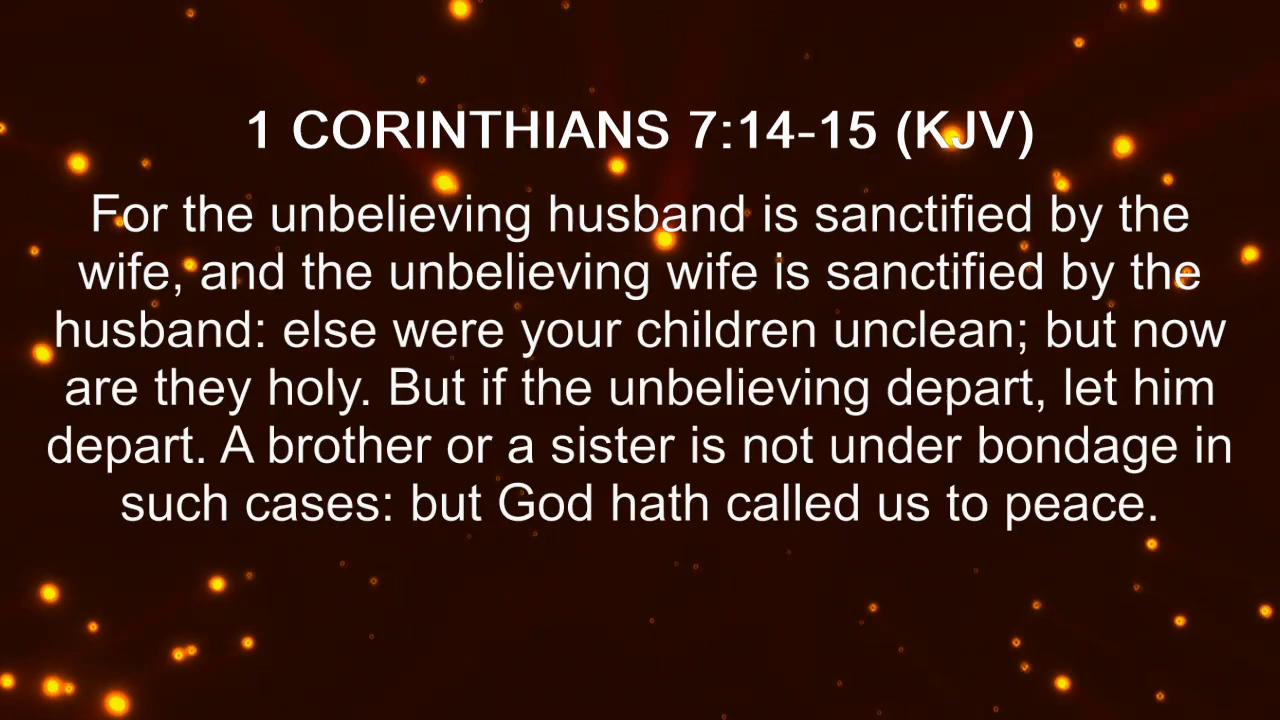 1 CORINTHIANS 7:14-15 (KJV)
For the unbelieving husband is sanctified by the
wife, and the unbelieving wife is sanctified by the
husband: else were your children unclean; but now
are they holy. But if the unbelieving depart, let him
depart. A brother or a sister is not under bondage in
such cases: but God hath called us to peace.